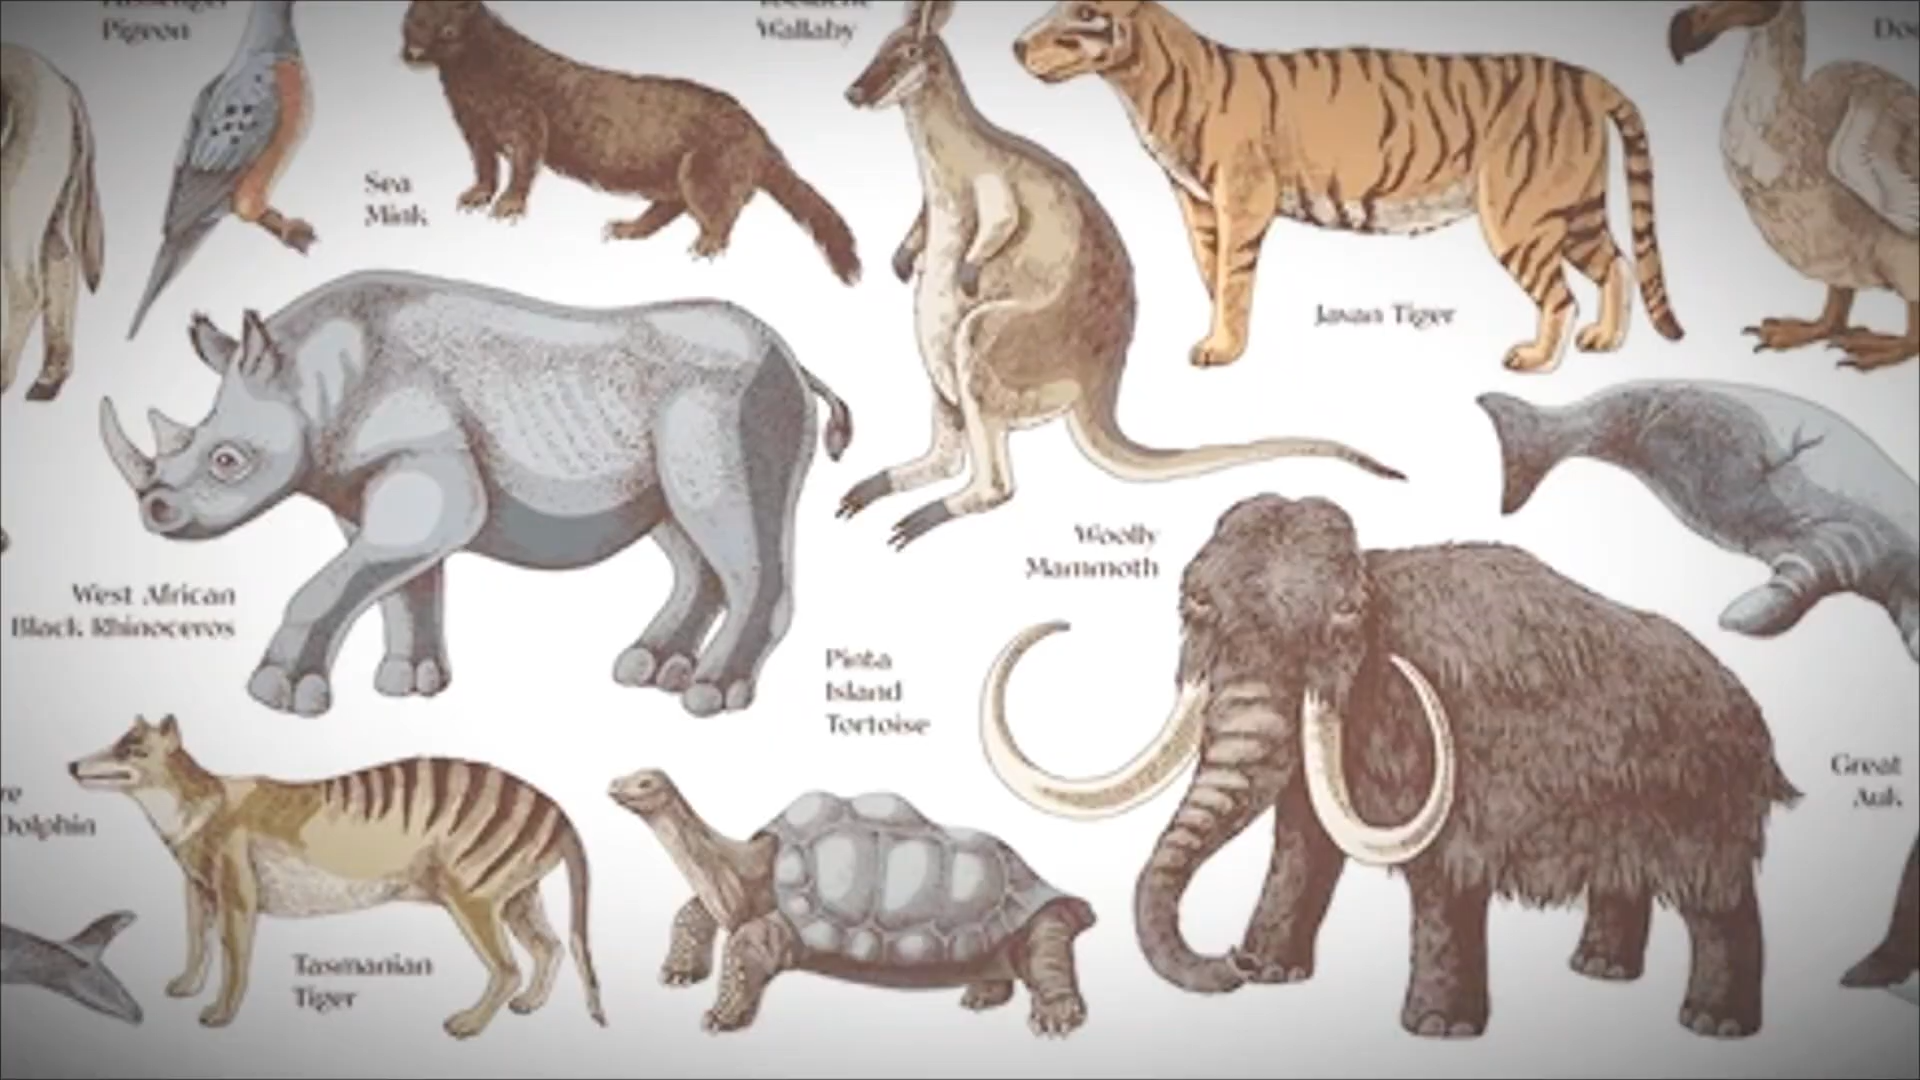 Pigeon
Wallaby
Sea
Mink
Javan Tiger
Woolly
Mammoth
West African
Black Rhinoceros
Pinta
Island
Tortoise
Great
Auk
Dolphin
Tasmanian
Tiger